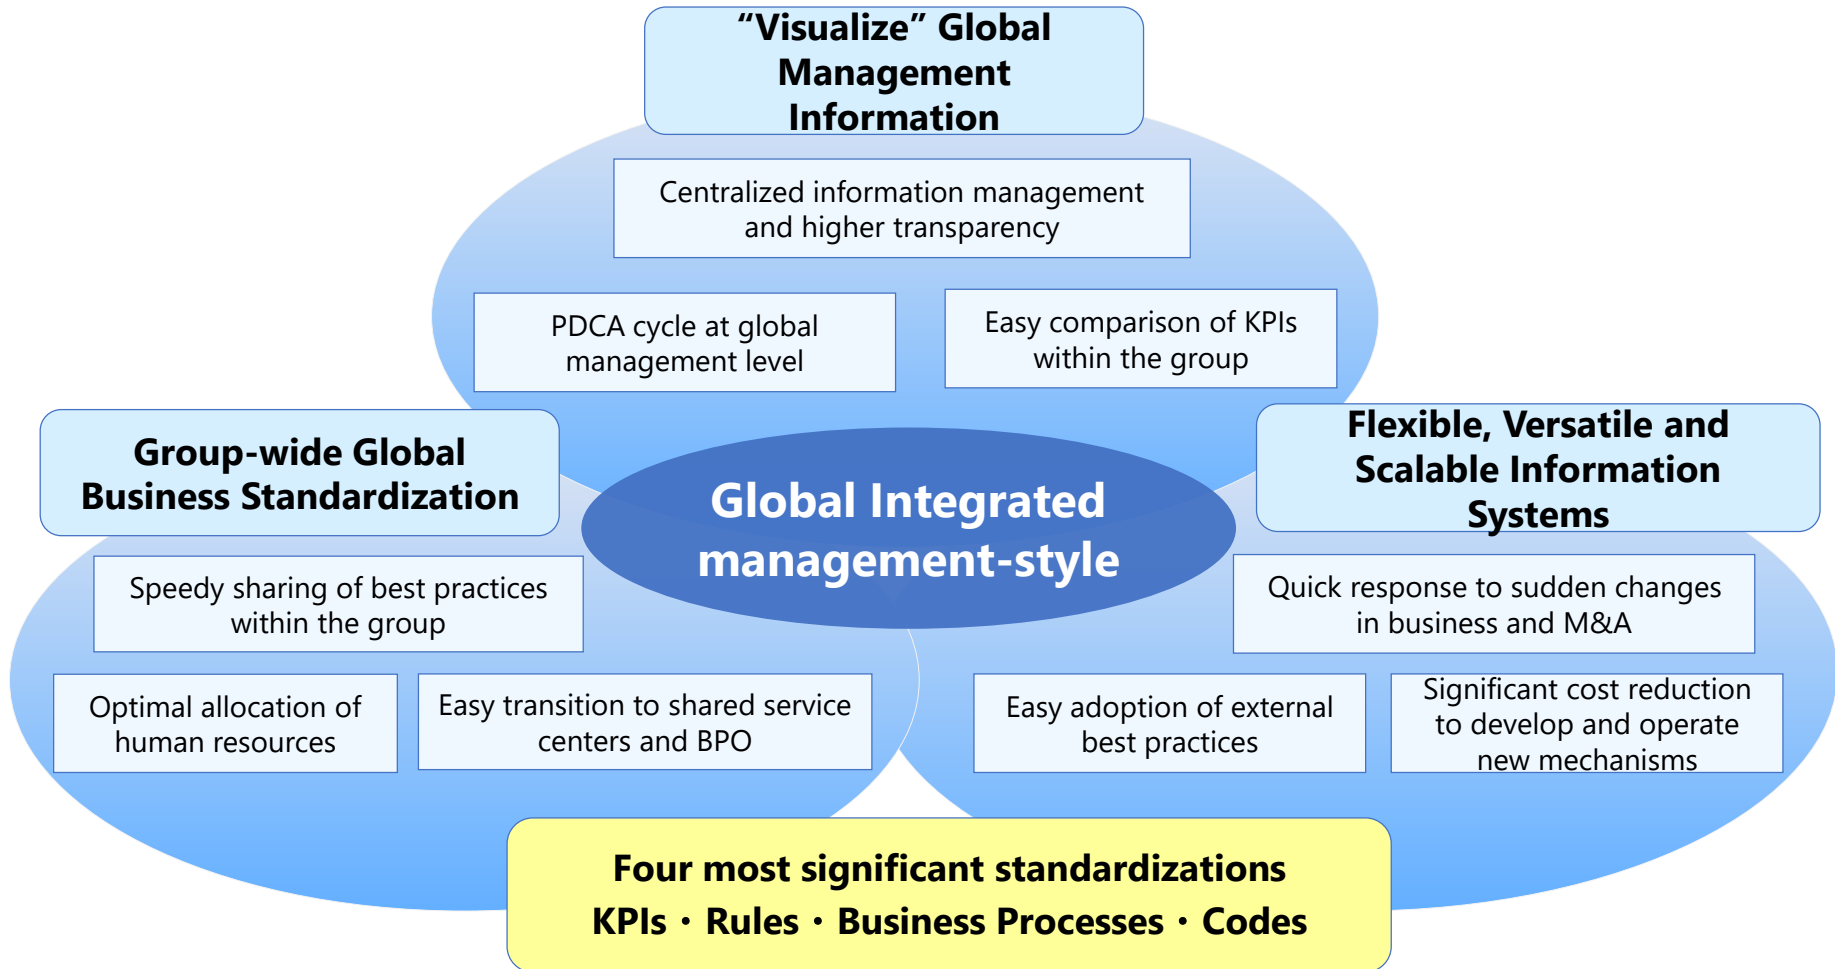 “Visualize” Global
Management
Information
Centralized information management
and higher transparency
PDCA cycle at global
management level
Easy comparison of KPIs
within the group
Group-wide Global
Business Standardization
Flexible, Versatile and
Scalable Information
Systems
Global Integrated
management-style
Speedy sharing of best practices
within the group
Optimal allocation of
human resources
Easy transition to shared service
centers and BPO
Quick response to sudden changes
in business and M&A
Easy adoption of external
best practices
Significant cost reduction
to develop and operate
new mechanisms
Four most significant standardizations
KPIs・Rules・Business Processes・Codes